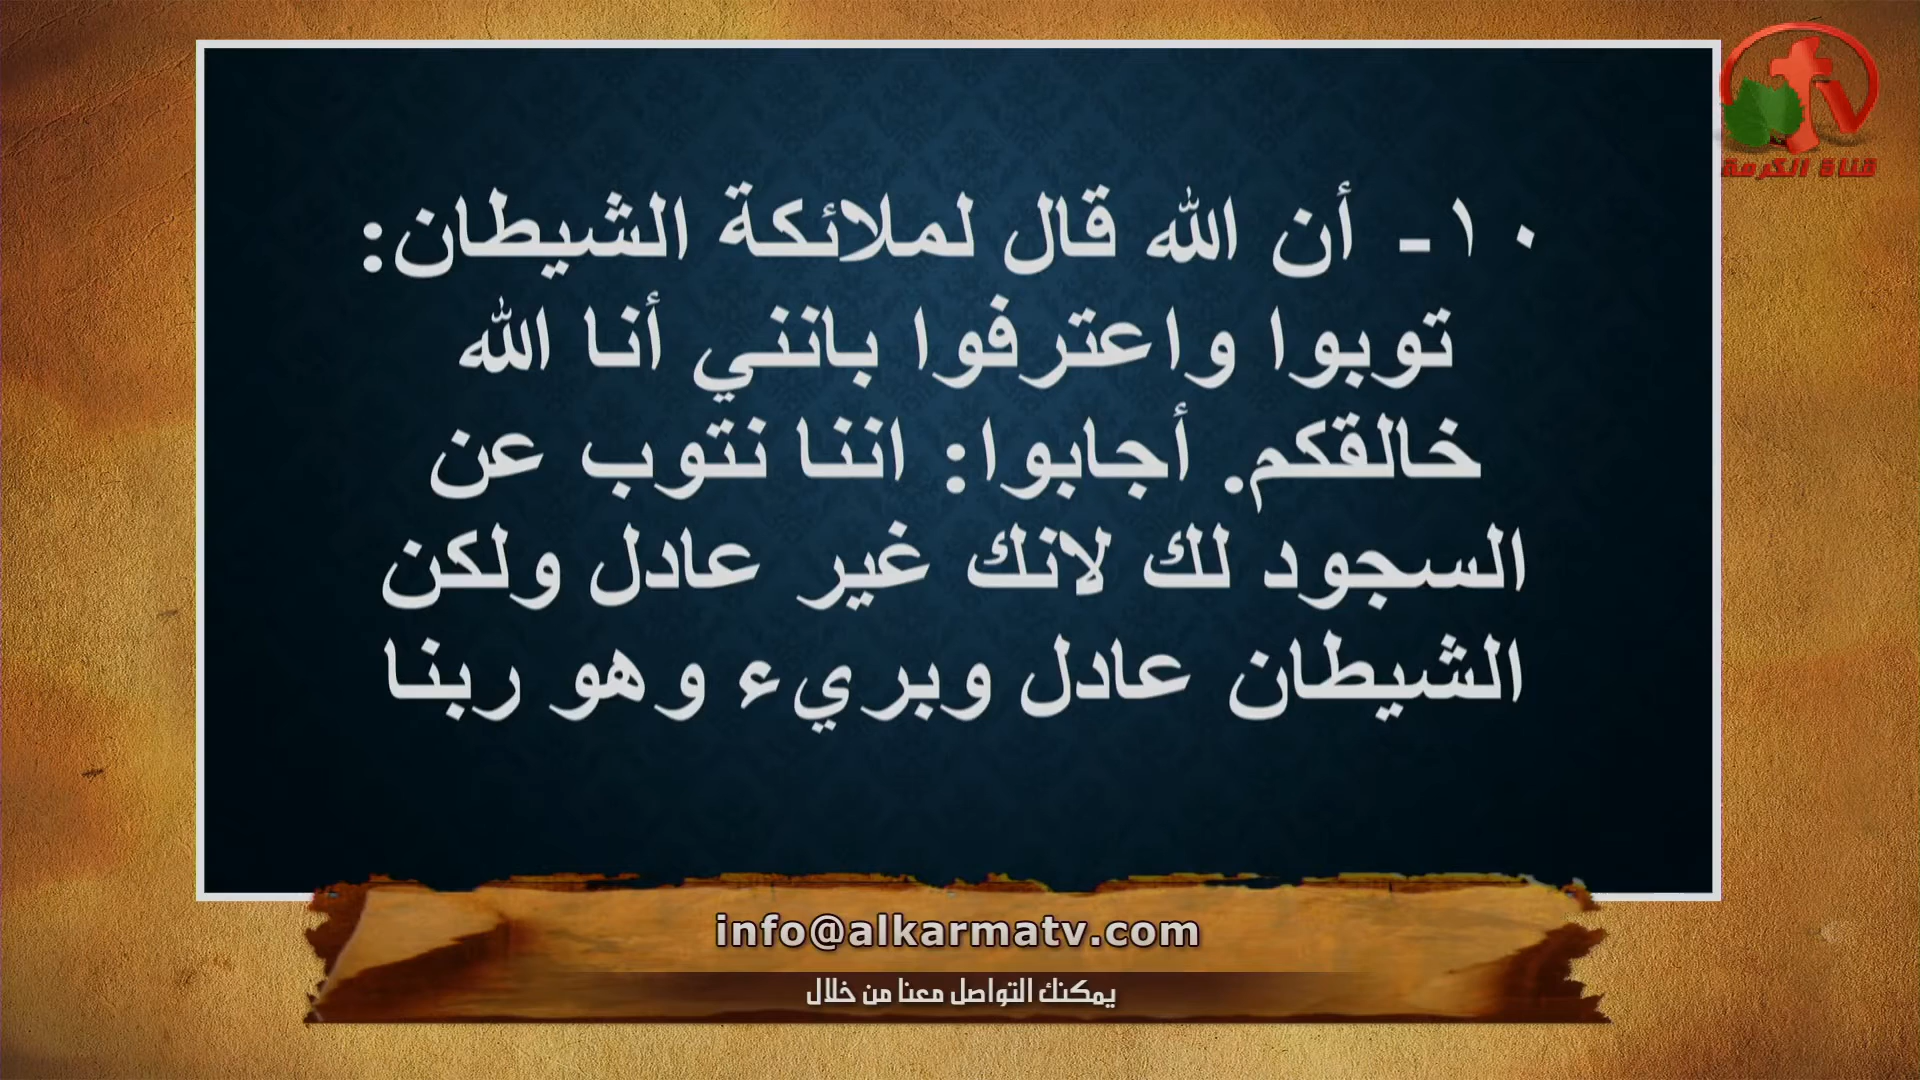 ١٠- أن الله قال لملائكة الشيطان:
توبوا واعترفوا بانني أنا الله
خالقكم. أجابوا: اننا نتوب عن
السجود لك لانك غير عادل ولكن
الشيطان عادل وبريء وهو ربنا
info@alkarmatv.com
يمكنك التواصل معنا من خلال
tv
قناة الكرمة